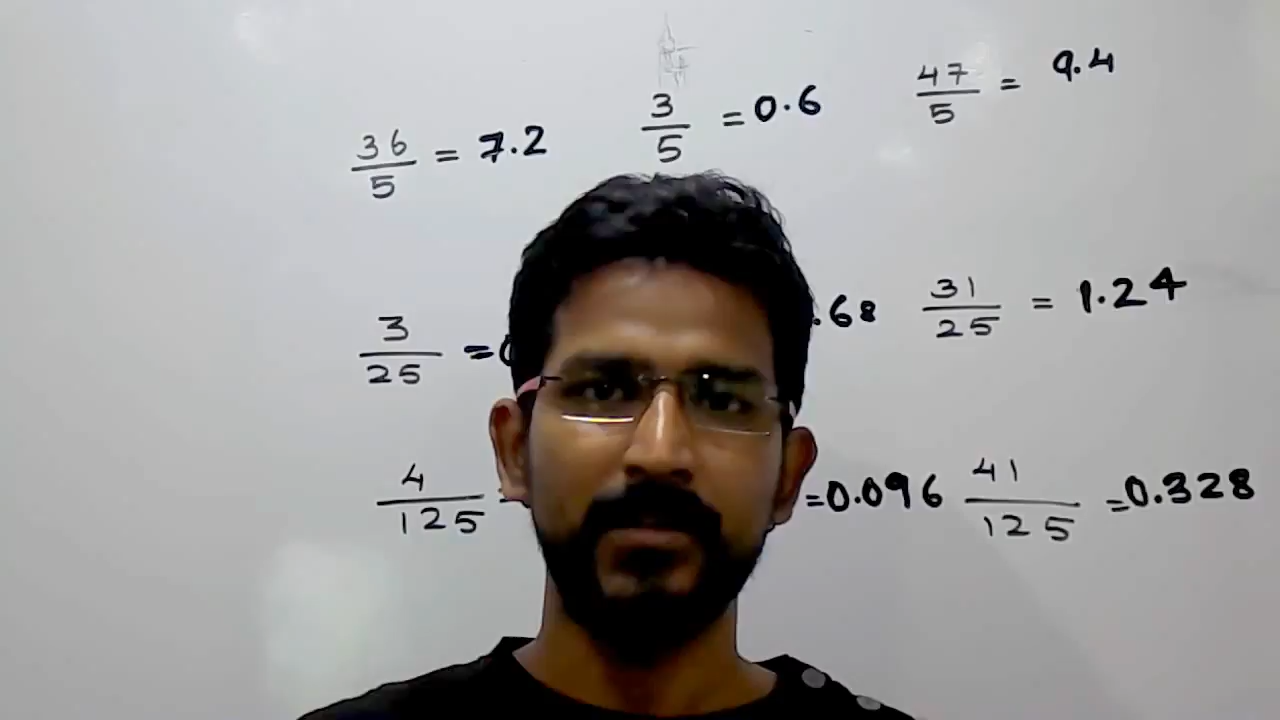 36/5 = 7.2
3/5 = 0.6
47/5 = 9.4
3/25 =
.68
31/25 = 1.24
4/125
=0.096
41/125 =0.328